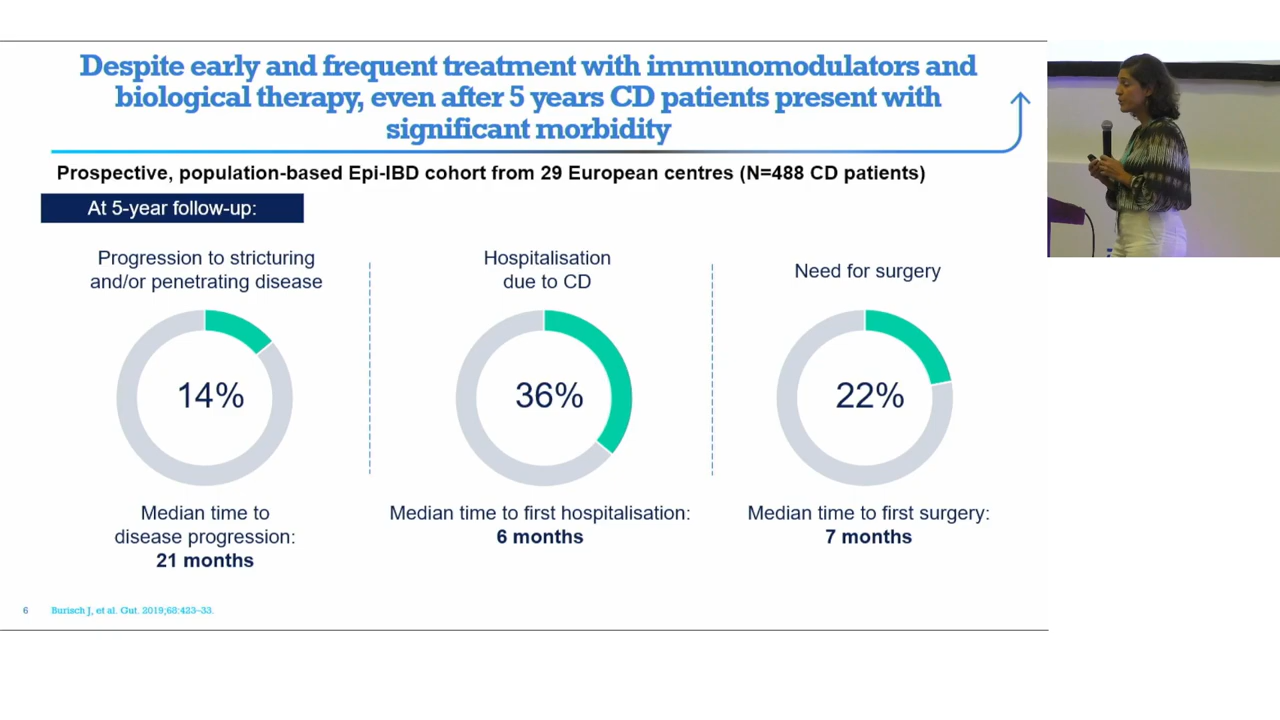 Despite early and frequent treatment with immunomodulators and
biological therapy, even after 5 years CD patients present with
significant morbidity
Prospective, population-based Epi-IBD cohort from 29 European centres (N=488 CD patients)
At 5-year follow-up:
Progression to stricturing
and/or penetrating disease
14%
Median time to
disease progression:
21 months
Hospitalisation
due to CD
36%
Median time to first hospitalisation:
6 months
Need for surgery
22%
Median time to first surgery:
7 months
6
Burisch J, et al. Gut. 2019;68:423–33.